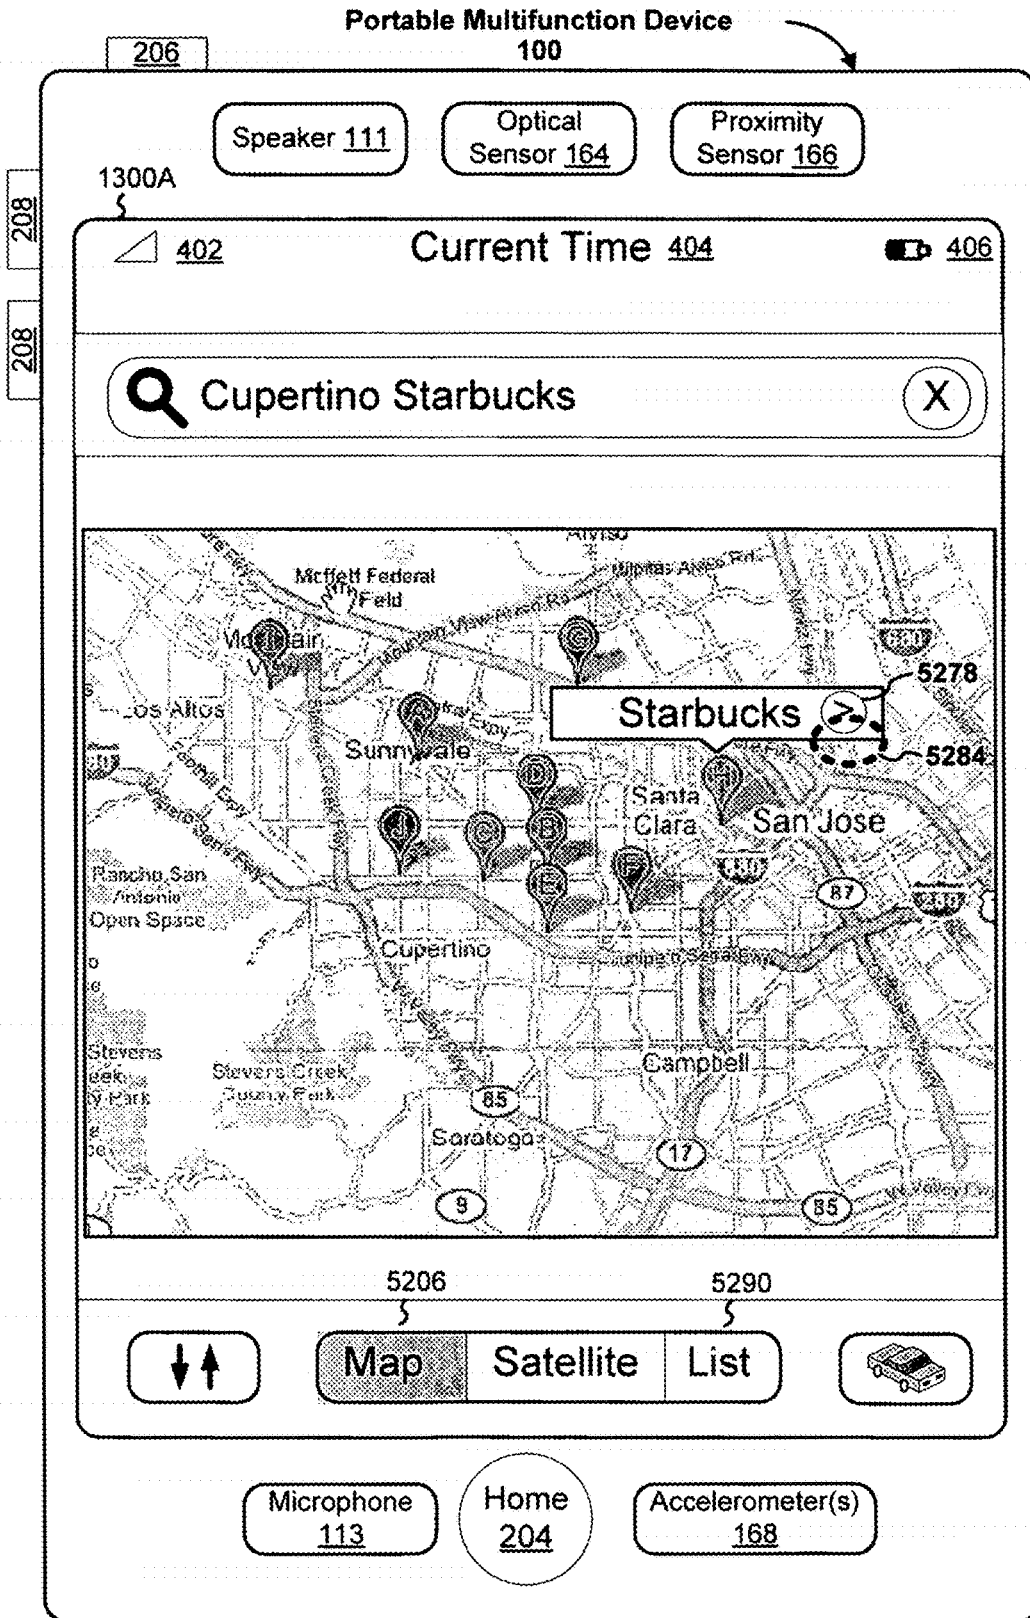 Portable Multifunction Device
100
206
Speaker 111
Optical
Sensor 164
Proximity
Sensor 166
1300A
208
208
402
Current Time 404
406
Cupertino Starbucks
X
Moffett Federal
Field
Mountain
View
G
5278
Los Altos
Starbucks >
5284
Sunnyvale
D
Santa
Clara
San Jose
J
C
B
E
F
87
Rancho San
Antonio
Open Space
Cupertino
Campbell
Stevens
Stevens Creek
County Park
85
Saratoga
17
9
85
5206
5290
Map
Satellite
List
Microphone
113
Home
204
Accelerometer(s)
168